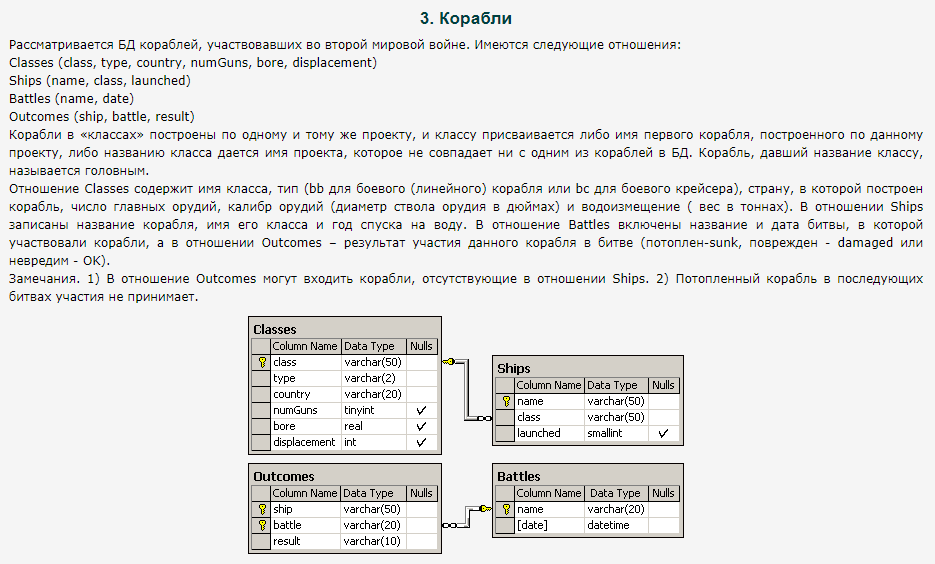 3. Корабли
Рассматривается БД кораблей, участвовавших во второй мировой войне. Имеются следующие отношения:
Classes (class, type, country, numGuns, bore, displacement)
Ships (name, class, launched)
Battles (name, date)
Outcomes (ship, battle, result)
Корабли в «классах» построены по одному и тому же проекту, и классу присваивается либо имя первого корабля, построенного по данному
проекту, либо названию класса дается имя проекта, которое не совпадает ни с одним из кораблей в БД. Корабль, давший название классу,
называется головным.
Отношение Classes содержит имя класса, тип (bb для боевого (линейного) корабля или bc для боевого крейсера), страну, в которой построен
корабль, число главных орудий, калибр орудий (диаметр ствола орудия в дюймах) и водоизмещение ( вес в тоннах). В отношении Ships
записаны название корабля, имя его класса и год спуска на воду. В отношение Battles включены название и дата битвы, в которой
участвовали корабли, а в отношении Outcomes – результат участия данного корабля в битве (потоплен-sunk, поврежден - damaged или
невредим - OK).
Замечания. 1) В отношение Outcomes могут входить корабли, отсутствующие в отношении Ships. 2) Потопленный корабль в последующих
битвах участия не принимает.
Classes
Column Name Data Type Nulls
class varchar(50)
type varchar(2)
country varchar(20)
numGuns tinyint
bore real
displacement int
Ships
Column Name Data Type Nulls
name varchar(50)
class varchar(50)
launched smallint
Outcomes
Column Name Data Type Nulls
ship varchar(50)
battle varchar(20)
result varchar(10)
Battles
Column Name Data Type Nulls
name varchar(20)
[date] datetime